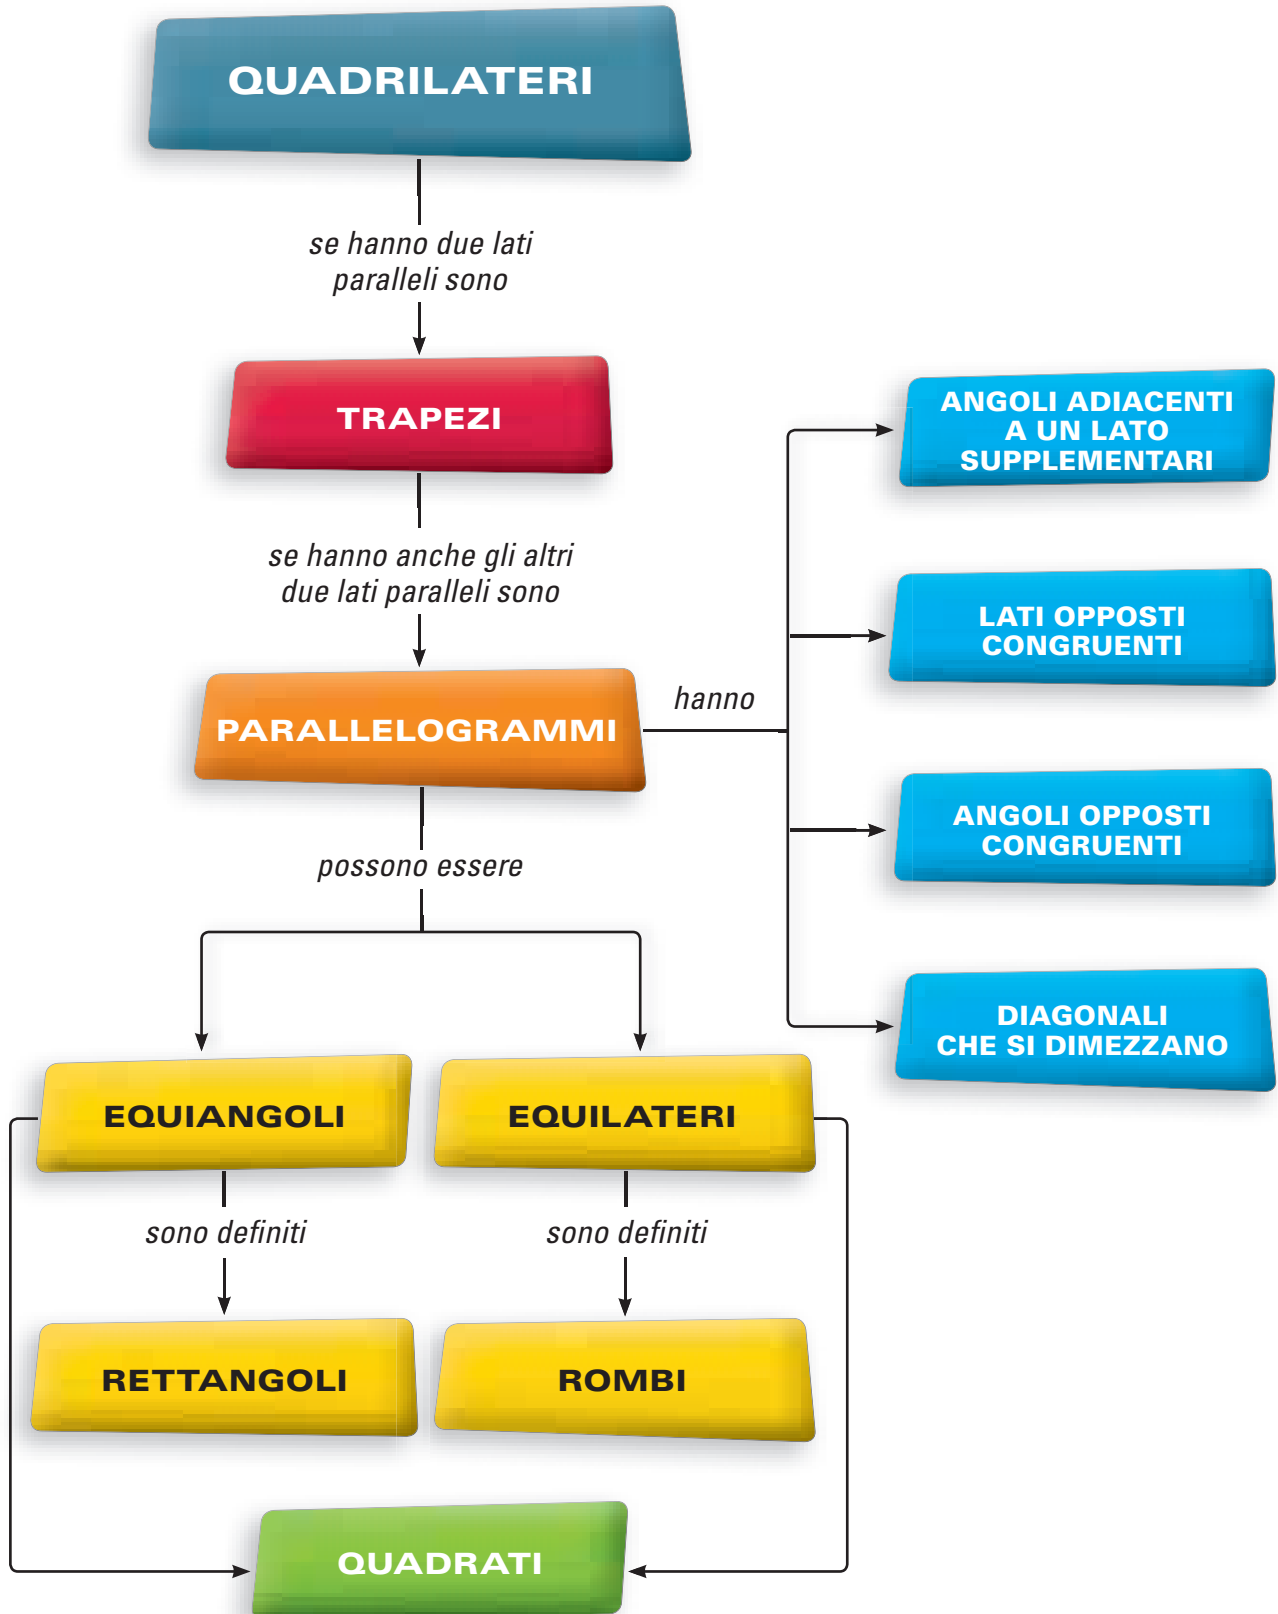 QUADRILATERI
se hanno due lati
paralleli sono
TRAPEZI
se hanno anche gli altri
due lati paralleli sono
PARALLELOGRAMMI
hanno
ANGOLI ADIACENTI
A UN LATO
SUPPLEMENTARI
LATI OPPOSTI
CONGRUENTI
ANGOLI OPPOSTI
CONGRUENTI
DIAGONALI
CHE SI DIMEZZANO
possono essere
EQUIANGOLI
EQUILATERI
sono definiti
sono definiti
RETTANGOLI
ROMBI
QUADRATI